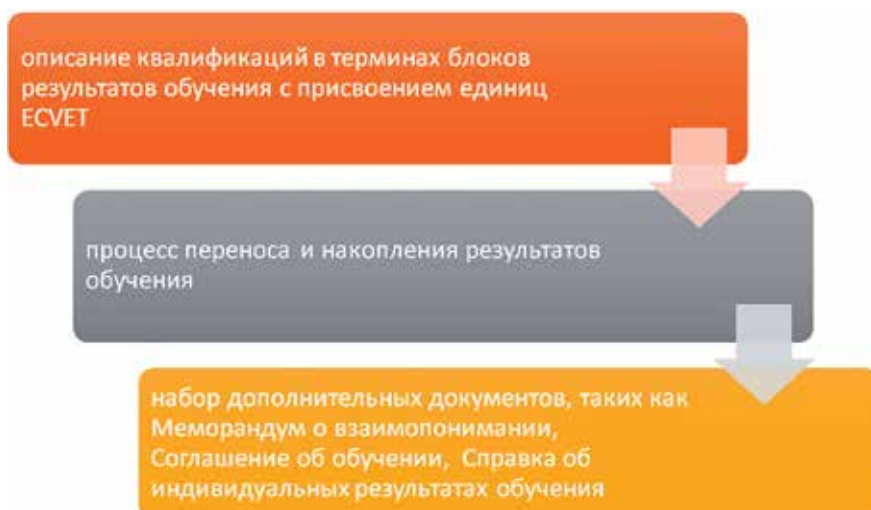 описание квалификаций в терминах блоков
результатов обучения с присвоением единиц
ECVET
процесс переноса и накопления результатов
обучения
набор дополнительных документов, таких как
Меморандум о взаимопонимании,
Соглашение об обучении, Справка об
индивидуальных результатах обучения